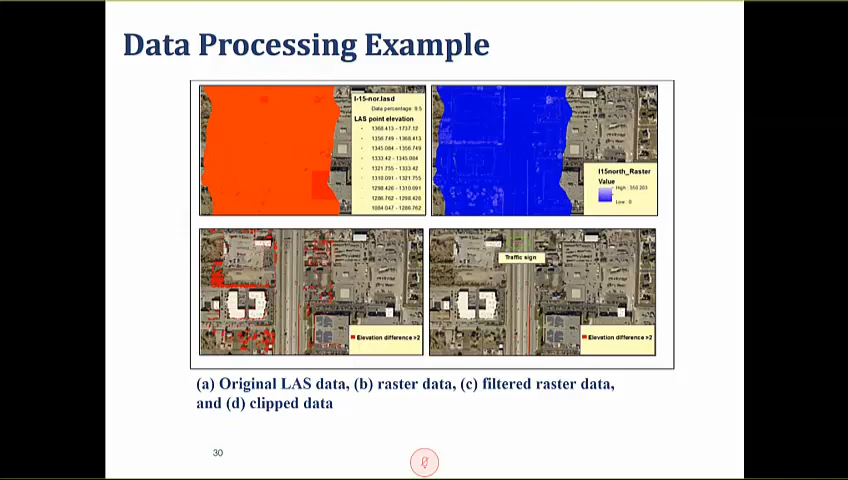 Data Processing Example
I-15-nor.lasd
Data percentage: 9.5
LAS point elevation
1368.413 - 1737.12
1356.749 - 1368.413
1345.084 - 1356.749
1333.42 - 1345.084
1321.755 - 1333.42
1310.091 - 1321.755
1298.426 - 1310.091
1286.762 - 1298.426
1084.047 - 1286.762
I15north_Raster
Value
High : 350.203
Low : 0
Traffic sign
Elevation difference >2
Elevation difference >2
(a) Original LAS data, (b) raster data, (c) filtered raster data,
and (d) clipped data
30